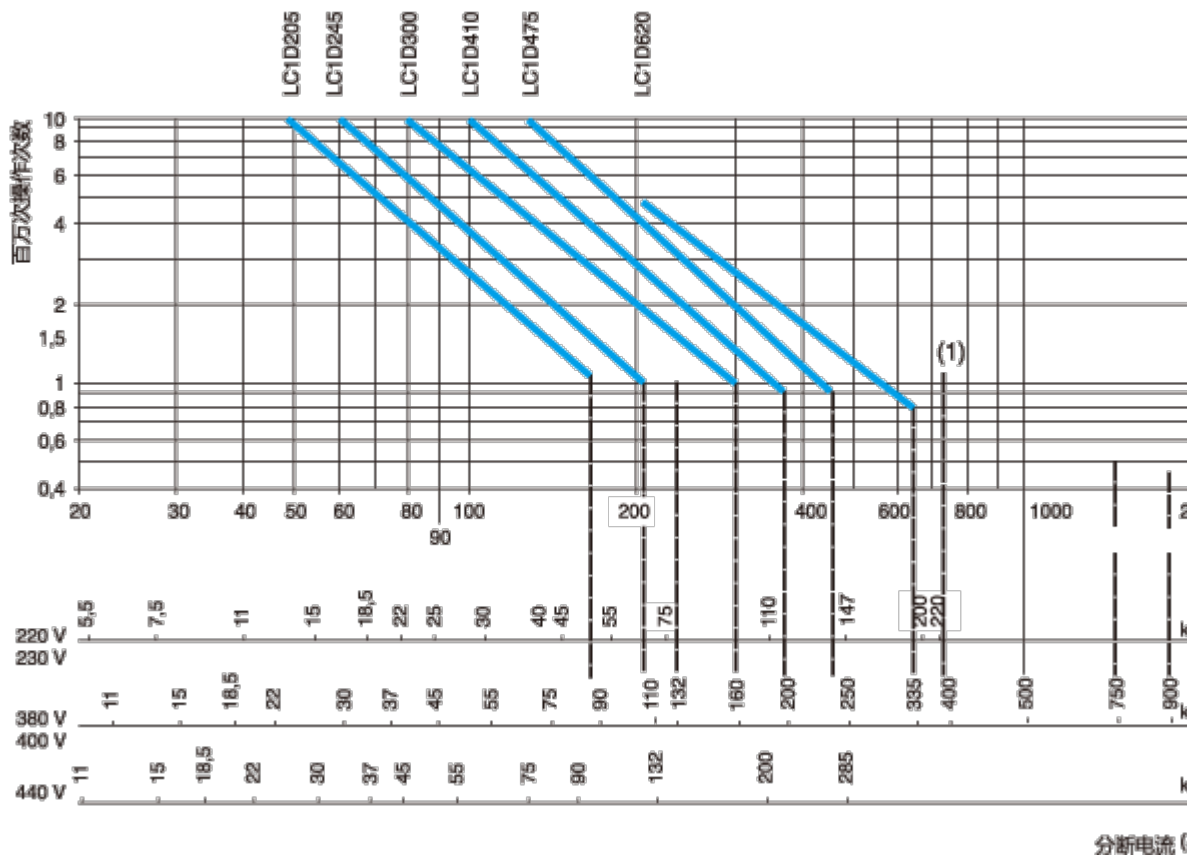 LC1D205 LC1D245 LC1D300 LC1D410 LC1D475 LC1D620
百万次操作次数
10
8
6
4
2
1,5
1
0,8
0,6
0,4
(1)
20 30 40 50 60 80 100 200 400 600 800 1000 2
90
5,5 7,5 11 15 18,5 22 25 30 40 45 55 75 110 147 200 220
220 V
230 V
k
11 15 18,5 22 30 37 45 55 75 90 110 132 160 200 250 335 400 500 750 900
380 V
400 V
k
11 15 18,5 22 30 37 45 55 75 90 132 200 285
440 V
k
分断电流 (